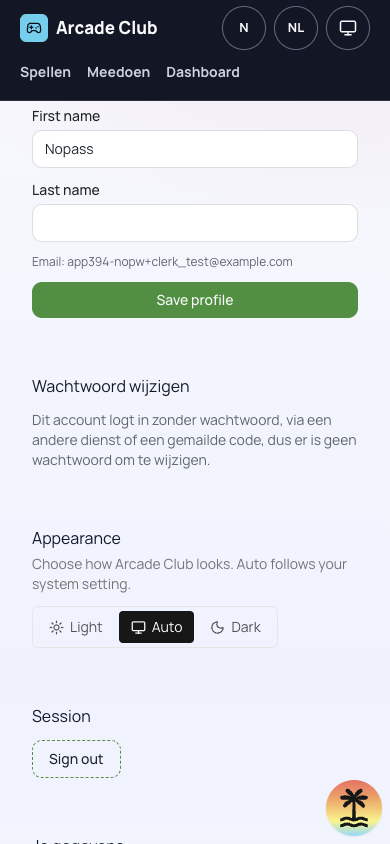 Arcade Club
N
NL
Spellen Meedoen Dashboard
First name
Nopass
Last name
Email: app394-nopw+clerk_test@example.com
Save profile
Wachtwoord wijzigen
Dit account logt in zonder wachtwoord, via een
andere dienst of een gemailde code, dus er is geen
wachtwoord om te wijzigen.
Appearance
Choose how Arcade Club looks. Auto follows your
system setting.
Light Auto Dark
Session
Sign out